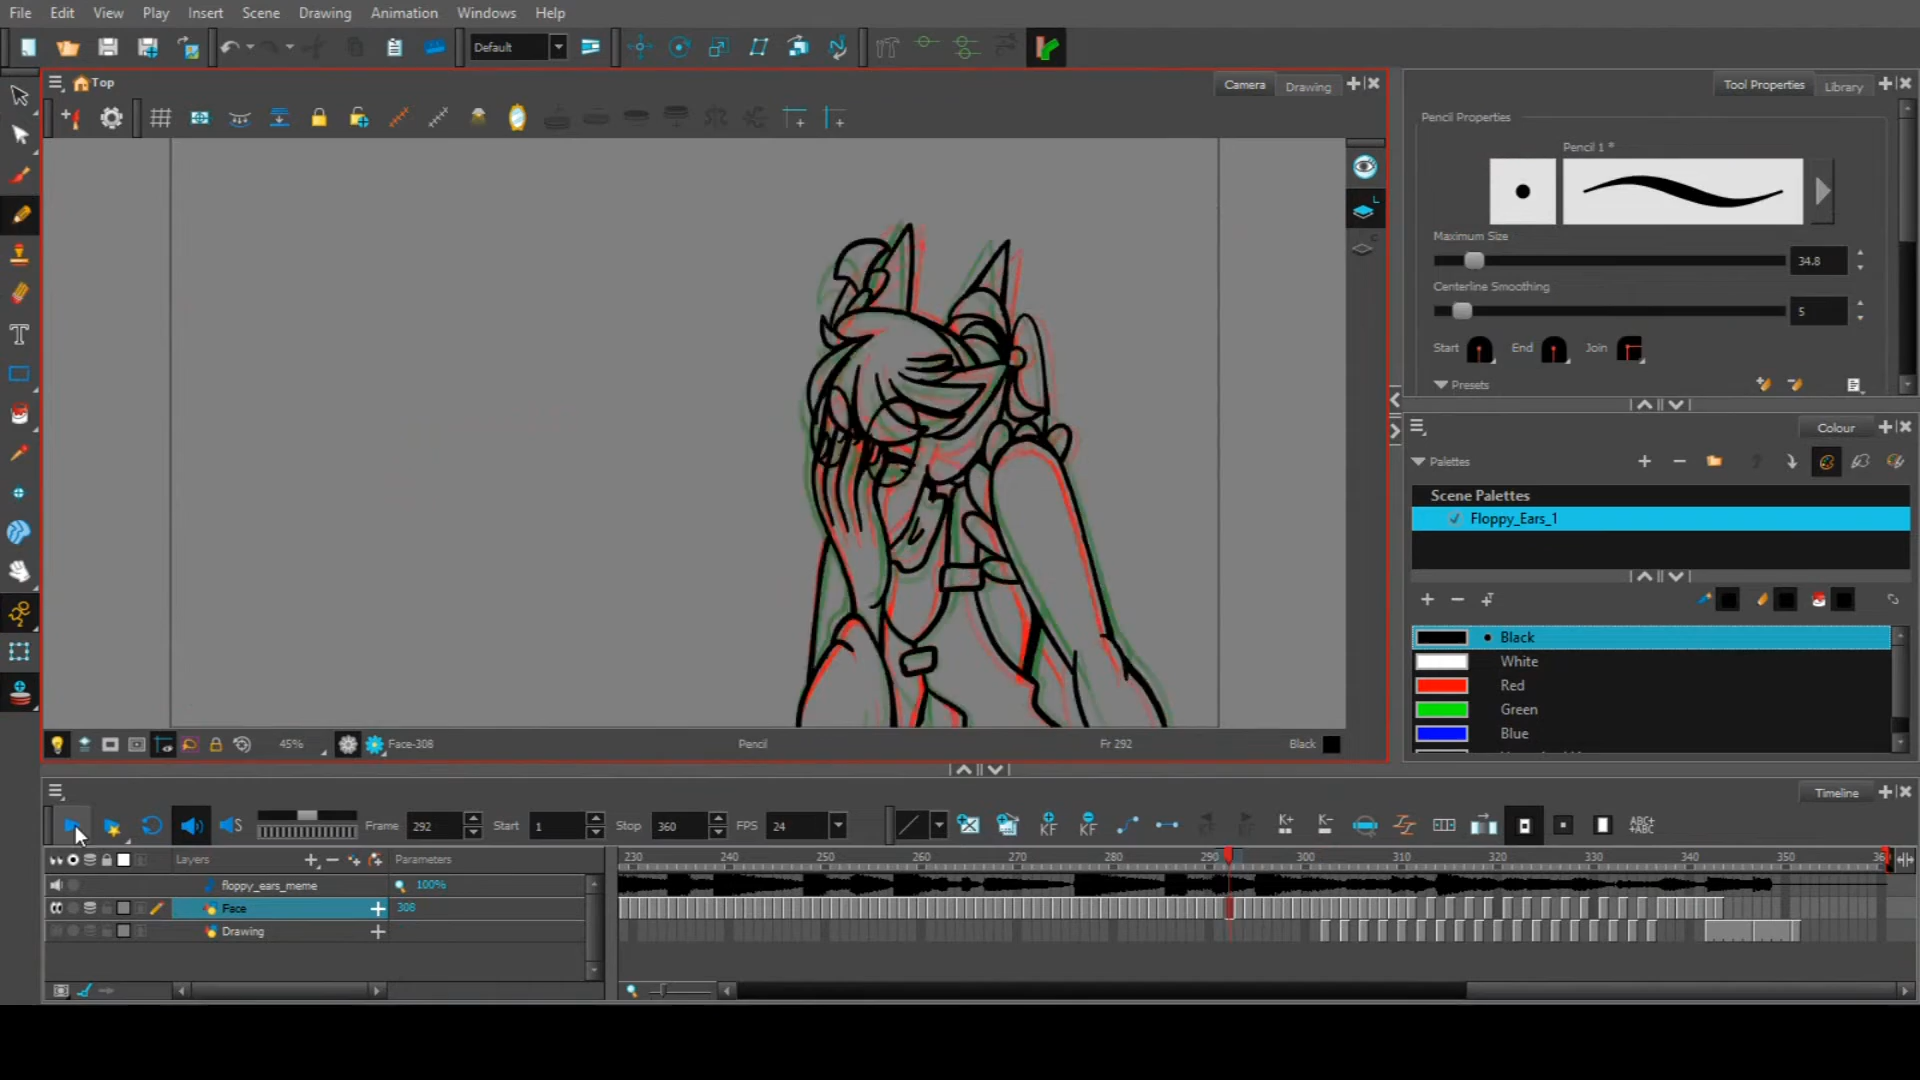 File Edit View Play Insert Scene Drawing Animation Windows Help
Default
Top
Camera
Drawing
Tool Properties
Library
Pencil Properties
Pencil 1 *
Maximum Size
34.8
Centerline Smoothing
5
Start
End
Join
Presets
Colour
Palettes
Scene Palettes
Floppy_Ears_1
Black
White
Red
Green
Blue
45%
Face-308
Pencil
Fr 292
Black
Timeline
Frame 292 Start 1 Stop 360 FPS 24
KF KF K+ K- ABC+ +ABC
Layers
Parameters
230 240 250 260 270 280 290 300 310 320 330 340 350
floppy_ears_meme
100%
Face
308
Drawing